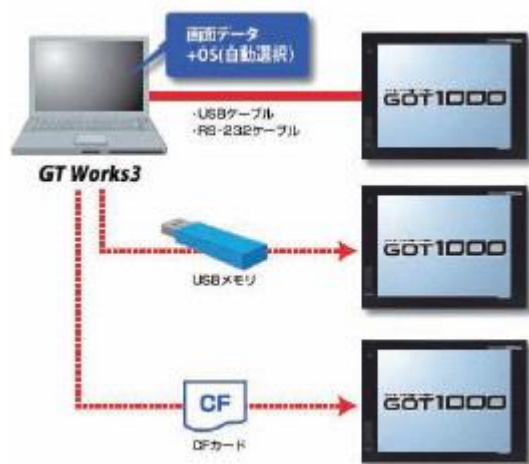 画面データ
+OS(自動選択)
・USBケーブル
・RS-232ケーブル
GOT1000
GT Works3
GOT1000
USBメモリ
CF
GOT1000
CFカード